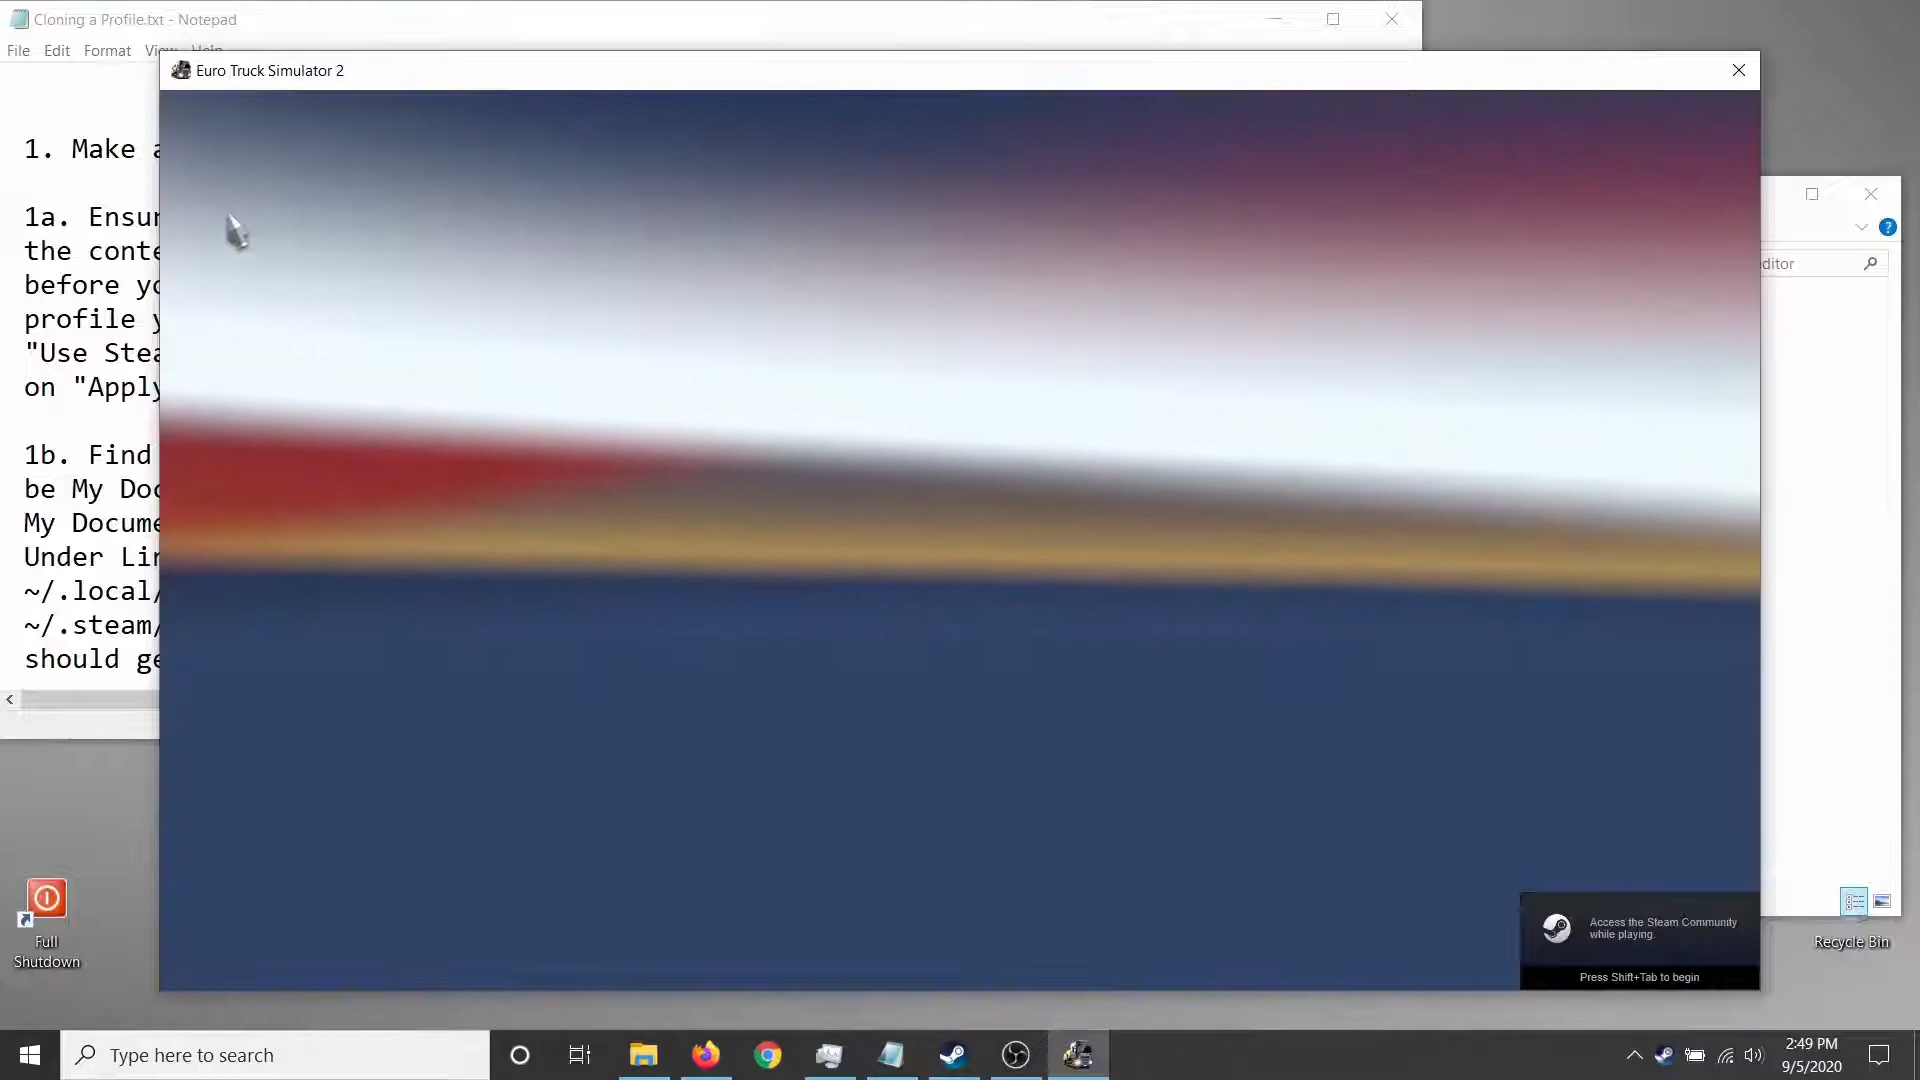 Cloning a Profile.txt - Notepad
File Edit Format View Help
Euro Truck Simulator 2
1. Make a
1a. Ensur
the conte
before yo
profile y
"Use Stea
on "Apply
1b. Find
be My Doc
My Docume
Under Lin
~/.local/
~/.steam/
should ge
editor
?
Access the Steam Community
while playing.
Press Shift+Tab to begin
Full
Shutdown
Recycle Bin
Type here to search
2:49 PM
9/5/2020